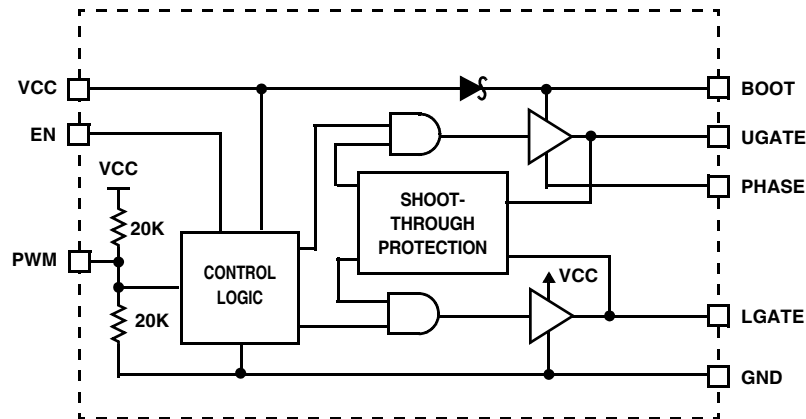 VCC
BOOT
EN
UGATE
VCC
PHASE
SHOOT-
THROUGH
PROTECTION
20K
PWM
CONTROL
LOGIC
VCC
20K
LGATE
GND